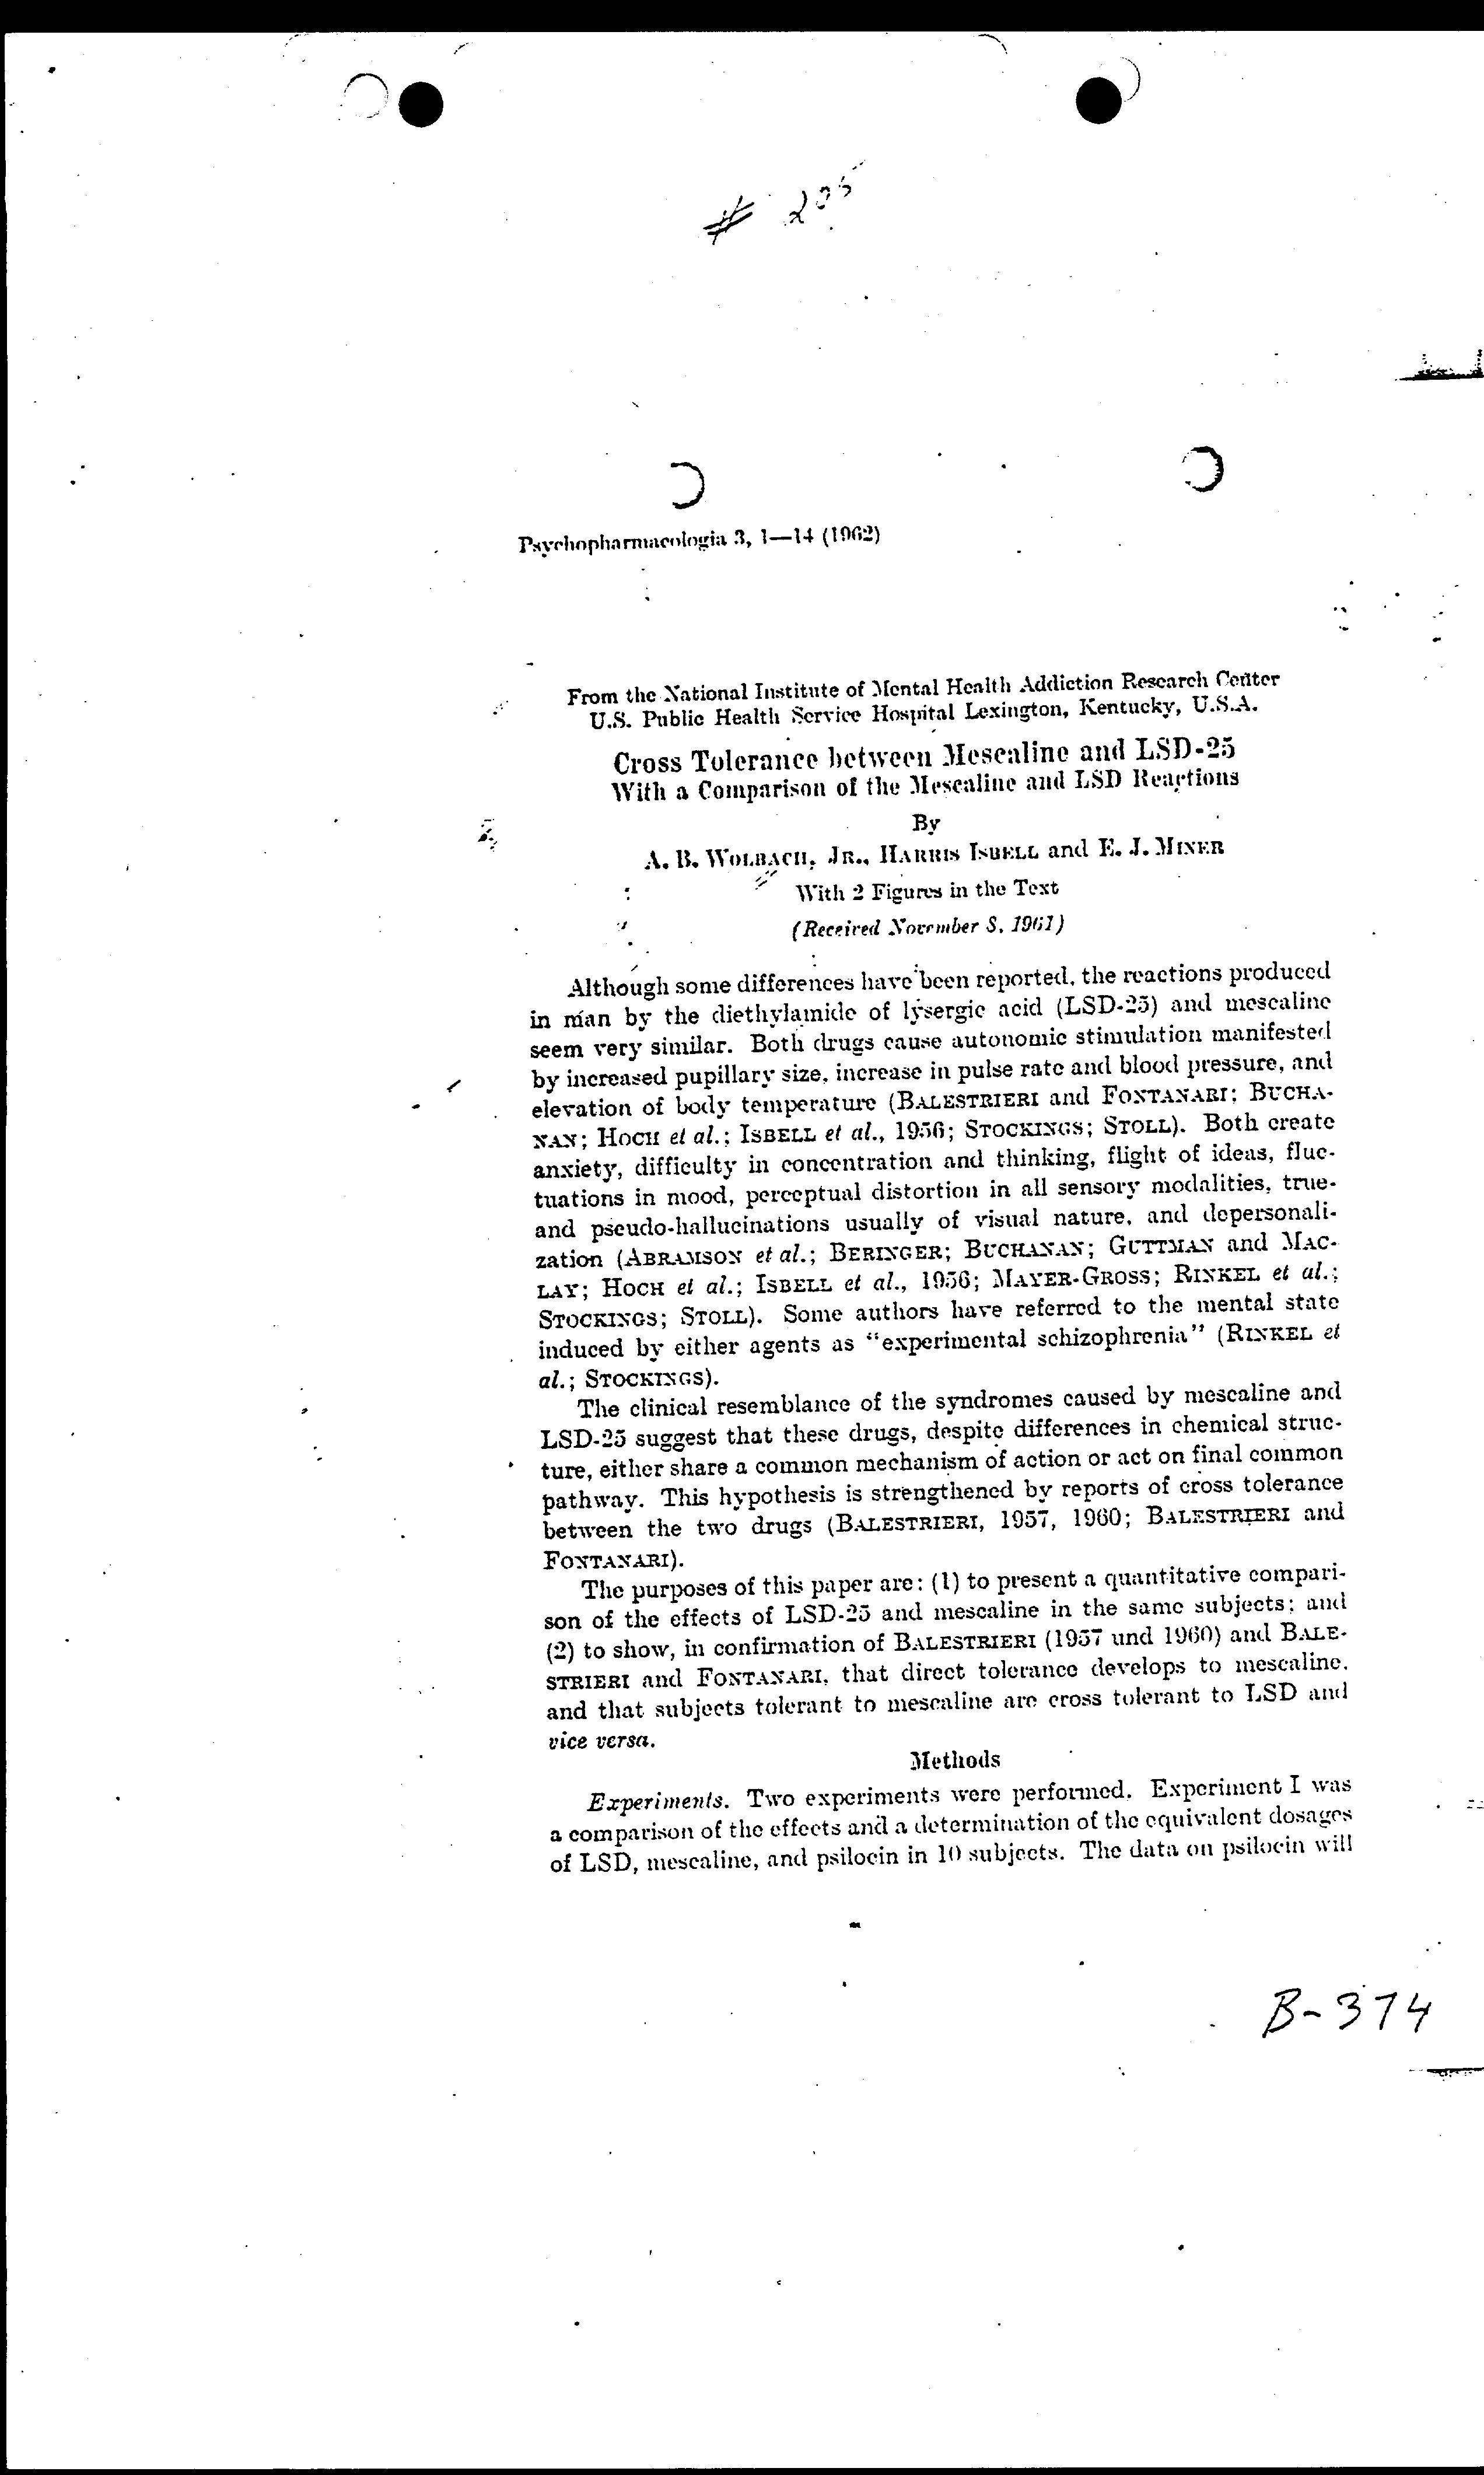 # 205
Psychopharmacologia 3, 1—14 (1962)
From the National Institute of Mental Health Addiction Research Center
U.S. Public Health Service Hospital Lexington, Kentucky, U.S.A.
Cross Tolerance between Mescaline and LSD-25
With a Comparison of the Mescaline and LSD Reactions
By
A. B. WOLBACH, JR., HARRIS ISBELL and E. J. MINER
With 2 Figures in the Text
(Received November 8, 1961)
Although some differences have been reported, the reactions produced
in man by the diethylamide of lysergic acid (LSD-25) and mescaline
seem very similar. Both drugs cause autonomic stimulation manifested
by increased pupillary size, increase in pulse rate and blood pressure, and
elevation of body temperature (BALESTRIERI and FONTANARI; BUCHA-
NAN; HOCH et al.; ISBELL et al., 1956; STOCKINGS; STOLL). Both create
anxiety, difficulty in concentration and thinking, flight of ideas, fluc-
tuations in mood, perceptual distortion in all sensory modalities, true-
and pseudo-hallucinations usually of visual nature, and depersonali-
zation (ABRAMSON et al.; BERINGER; BUCHANAN; GUTTMAN and MAC-
LAY; HOCH et al.; ISBELL et al., 1956; MAYER-GROSS; RINKEL et al.;
STOCKINGS; STOLL). Some authors have referred to the mental state
induced by either agents as “experimental schizophrenia” (RINKEL et
al.; STOCKINGS).
The clinical resemblance of the syndromes caused by mescaline and
LSD-25 suggest that these drugs, despite differences in chemical struc-
ture, either share a common mechanism of action or act on final common
pathway. This hypothesis is strengthened by reports of cross tolerance
between the two drugs (BALESTRIERI, 1957, 1960; BALESTRIERI and
FONTANARI).
The purposes of this paper are: (1) to present a quantitative compari-
son of the effects of LSD-25 and mescaline in the same subjects; and
(2) to show, in confirmation of BALESTRIERI (1957 und 1960) and BALE-
STRIERI and FONTANARI, that direct tolerance develops to mescaline,
and that subjects tolerant to mescaline are cross tolerant to LSD and
vice versa.
Methods
Experiments. Two experiments were performed. Experiment I was
a comparison of the effects and a determination of the equivalent dosages
of LSD, mescaline, and psilocin in 10 subjects. The data on psilocin will
B-374